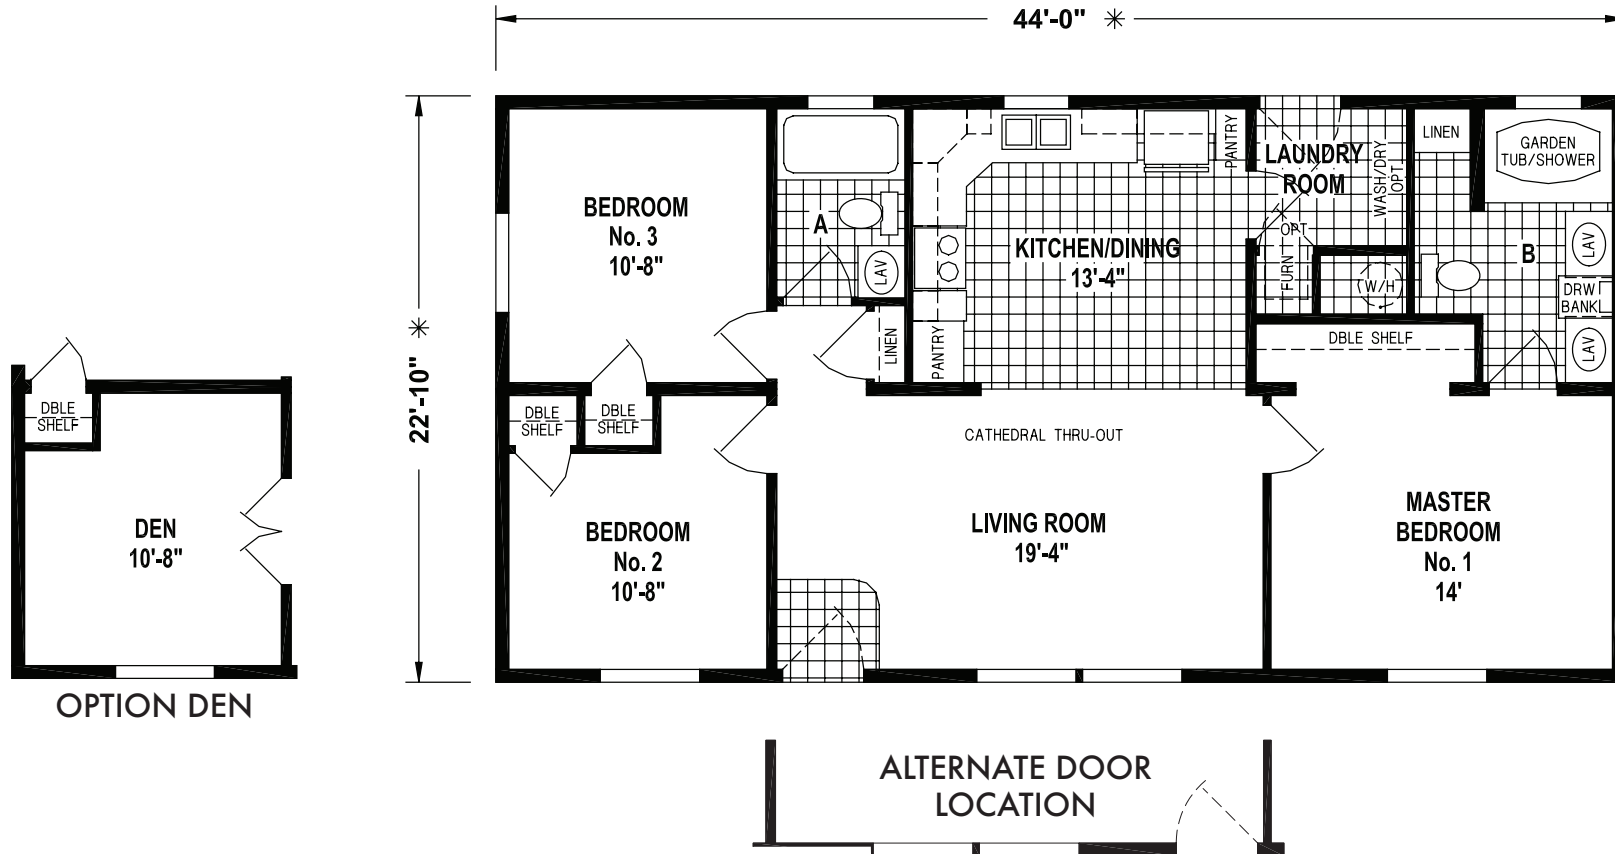 44'-0" ✳
22'-10" ✳
BEDROOM
No. 3
10'-8"
A
LAV
LINEN
PANTRY
KITCHEN/DINING
13'-4"
PANTRY
LAUNDRY
ROOM
WASH/DRY
OPT
OPT
FURN
W/H
LINEN
GARDEN
TUB/SHOWER
B
LAV
DRW
BANK
LAV
DBLE SHELF
DBLE
SHELF
DBLE
SHELF
CATHEDRAL THRU-OUT
BEDROOM
No. 2
10'-8"
LIVING ROOM
19'-4"
MASTER
BEDROOM
No. 1
14'
DBLE
SHELF
DEN
10'-8"
OPTION DEN
ALTERNATE DOOR
LOCATION